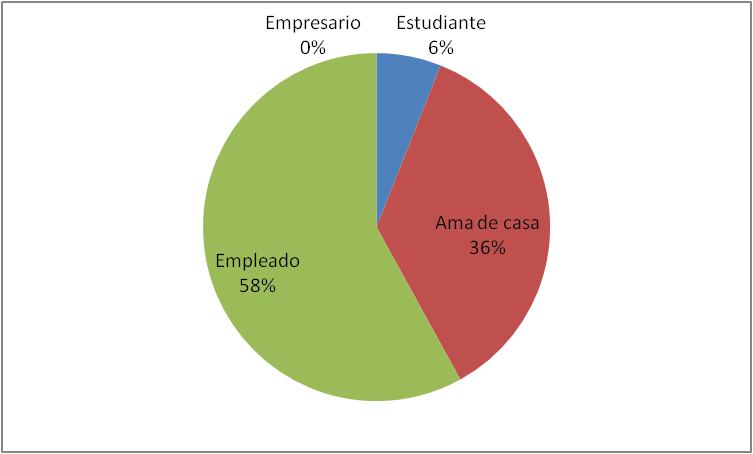 Empresario
0%
Estudiante
6%
Ama de casa
36%
Empleado
58%